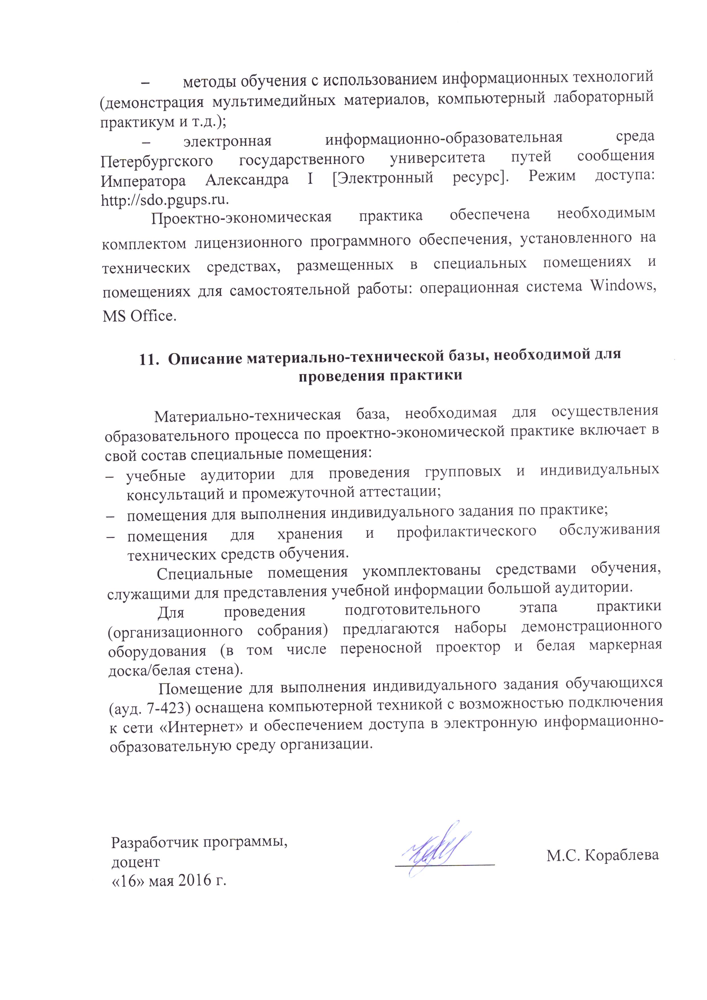 – методы обучения с использованием информационных технологий
(демонстрация мультимедийных материалов, компьютерный лабораторный
практикум и т.д.);
– электронная информационно-образовательная среда
Петербургского государственного университета путей сообщения
Императора Александра I [Электронный ресурс]. Режим доступа:
http://sdo.pgups.ru.
Проектно-экономическая практика обеспечена необходимым
комплектом лицензионного программного обеспечения, установленного на
технических средствах, размещенных в специальных помещениях и
помещениях для самостоятельной работы: операционная система Windows,
MS Office.
11. Описание материально-технической базы, необходимой для
проведения практики
Материально-техническая база, необходимая для осуществления
образовательного процесса по проектно-экономической практике включает в
свой состав специальные помещения:
– учебные аудитории для проведения групповых и индивидуальных
консультаций и промежуточной аттестации;
– помещения для выполнения индивидуального задания по практике;
– помещения для хранения и профилактического обслуживания
технических средств обучения.
Специальные помещения укомплектованы средствами обучения,
служащими для представления учебной информации большой аудитории.
Для проведения подготовительного этапа практики
(организационного собрания) предлагаются наборы демонстрационного
оборудования (в том числе переносной проектор и белая маркерная
доска/белая стена).
Помещение для выполнения индивидуального задания обучающихся
(ауд. 7-423) оснащена компьютерной техникой с возможностью подключения
к сети «Интернет» и обеспечением доступа в электронную информационно-
образовательную среду организации.
Разработчик программы,
доцент М.С. Кораблева
«16» мая 2016 г.